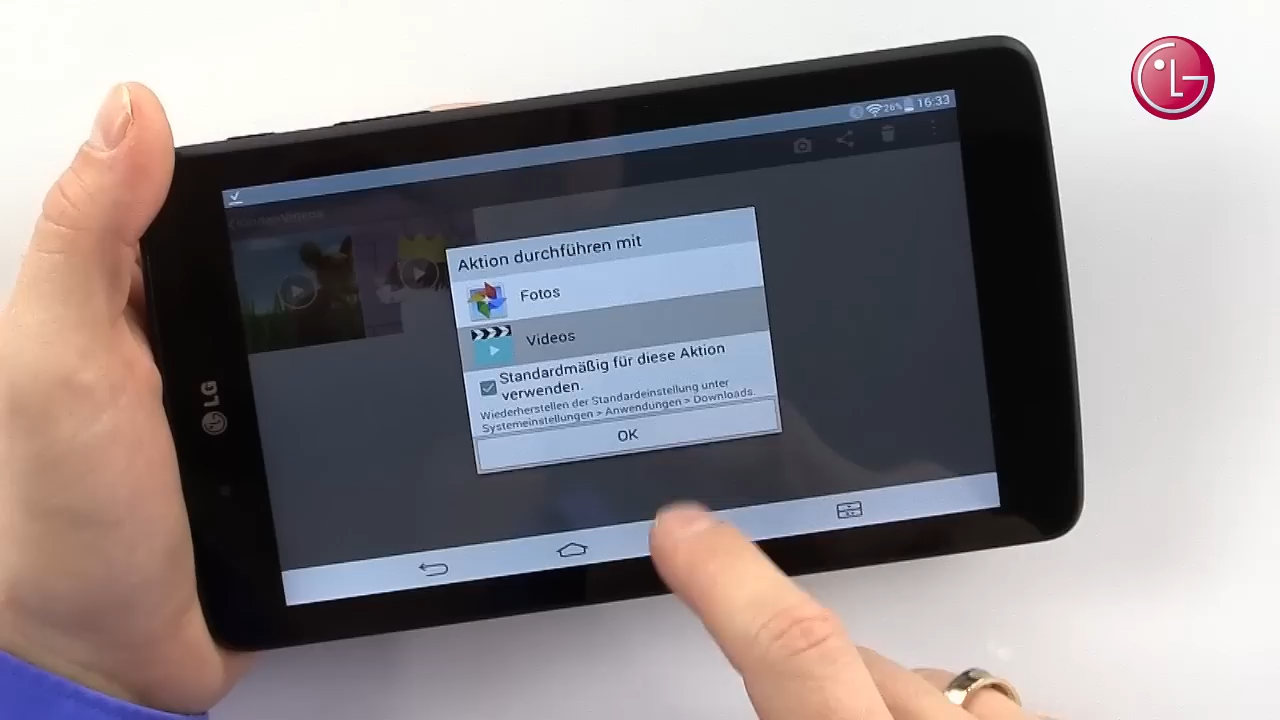 LG
26% 16:33
Aktion durchführen mit
Fotos
Videos
Standardmäßig für diese Aktion
verwenden.
Wiederherstellen der Standardeinstellung unter
Systemeinstellungen > Anwendungen > Downloads.
OK
LG